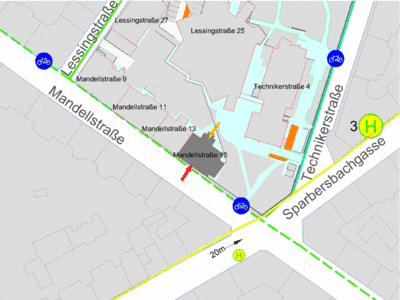 Lessingstraße 27
Lessingstraße 25
Lessingstraße
Mandellstraße 9
Technikerstraße 4
Mandellstraße 11
Mandellstraße
Mandellstraße 13
Technikerstraße
3 H
Mandellstraße 15
Sparbersbachgasse
20m
H